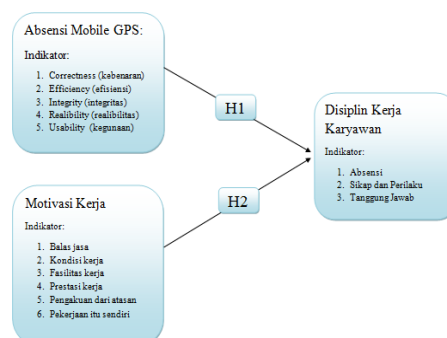 Absensi Mobile GPS:
Indikator:
1. Correctness (kebenaran)
2. Efficiency (efisiensi)
3. Integrity (integritas)
4. Realibility (realibilitas)
5. Usability (kegunaan)
H1
Disiplin Kerja
Karyawan
Indikator:
1. Absensi
2. Sikap dan Perilaku
3. Tanggung Jawab
H2
Motivasi Kerja
Indikator:
1. Balas jasa
2. Kondisi kerja
3. Fasilitas kerja
4. Prestasi kerja
5. Pengakuan dari atasan
6. Pekerjaan itu sendiri